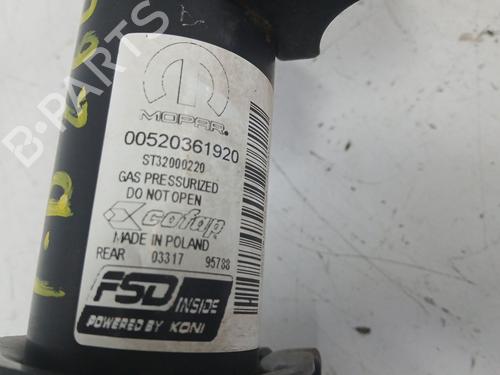 MOPAR®
00520361920
ST32000220
GAS PRESSURIZED
DO NOT OPEN
cofap
MADE IN POLAND
REAR 03317 95788
FSD INSIDE
POWERED BY KONI
B-PARTS